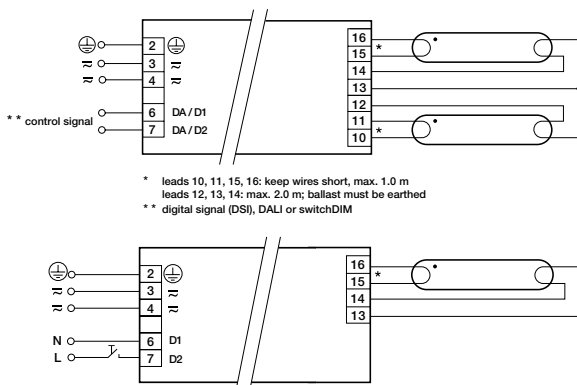 16
2
* 15
3
14
4
13
12
6 DA / D1
11
* * control signal
7 DA / D2
* 10
* leads 10, 11, 15, 16: keep wires short, max. 1.0 m
leads 12, 13, 14: max. 2.0 m; ballast must be earthed
* * digital signal (DSI), DALI or switchDIM
16
2
* 15
3
14
4
13
N 6 D1
L 7 D2